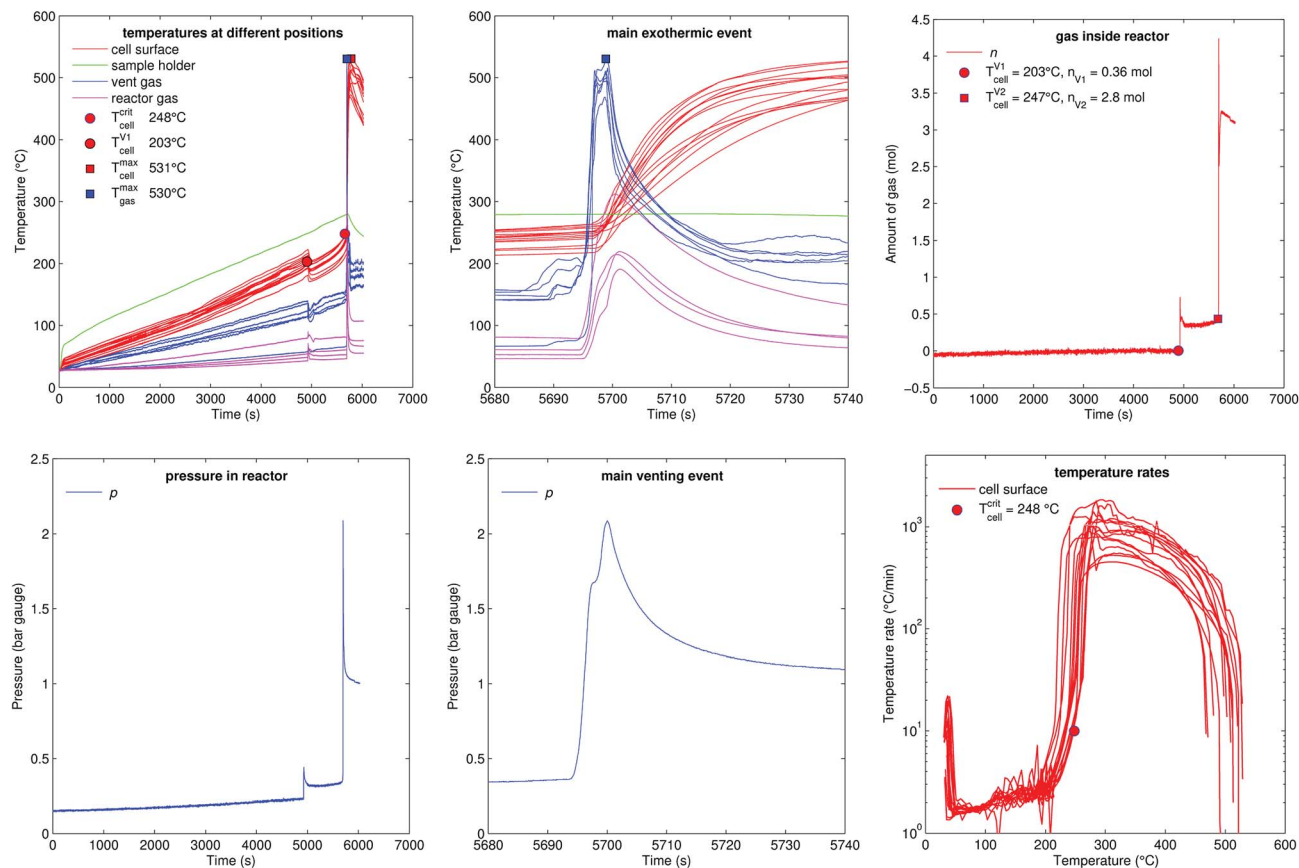 temperatures at different positions
cell surface
sample holder
vent gas
reactor gas
T_cell^crit 248°C
T_cell^V1 203°C
T_cell^max 531°C
T_gas^max 530°C
600
500
400
300
200
100
0
Temperature (°C)
0 1000 2000 3000 4000 5000 6000 7000
Time (s)
main exothermic event
600
500
400
300
200
100
0
Temperature (°C)
5680 5690 5700 5710 5720 5730 5740
Time (s)
gas inside reactor
n
T_cell^V1 = 203°C, n_V1 = 0.36 mol
T_cell^V2 = 247°C, n_V2 = 2.8 mol
4.5
4
3.5
3
2.5
2
1.5
1
0.5
0
−0.5
Amount of gas (mol)
0 1000 2000 3000 4000 5000 6000 7000
Time (s)
pressure in reactor
p
2.5
2
1.5
1
0.5
0
Pressure (bar gauge)
0 1000 2000 3000 4000 5000 6000 7000
Time (s)
main venting event
p
2.5
2
1.5
1
0.5
0
Pressure (bar gauge)
5680 5690 5700 5710 5720 5730 5740
Time (s)
temperature rates
cell surface
T_cell^crit = 248 °C
10^3
10^2
10^1
10^0
Temperature rate (°C/min)
0 100 200 300 400 500 600
Temperature (°C)